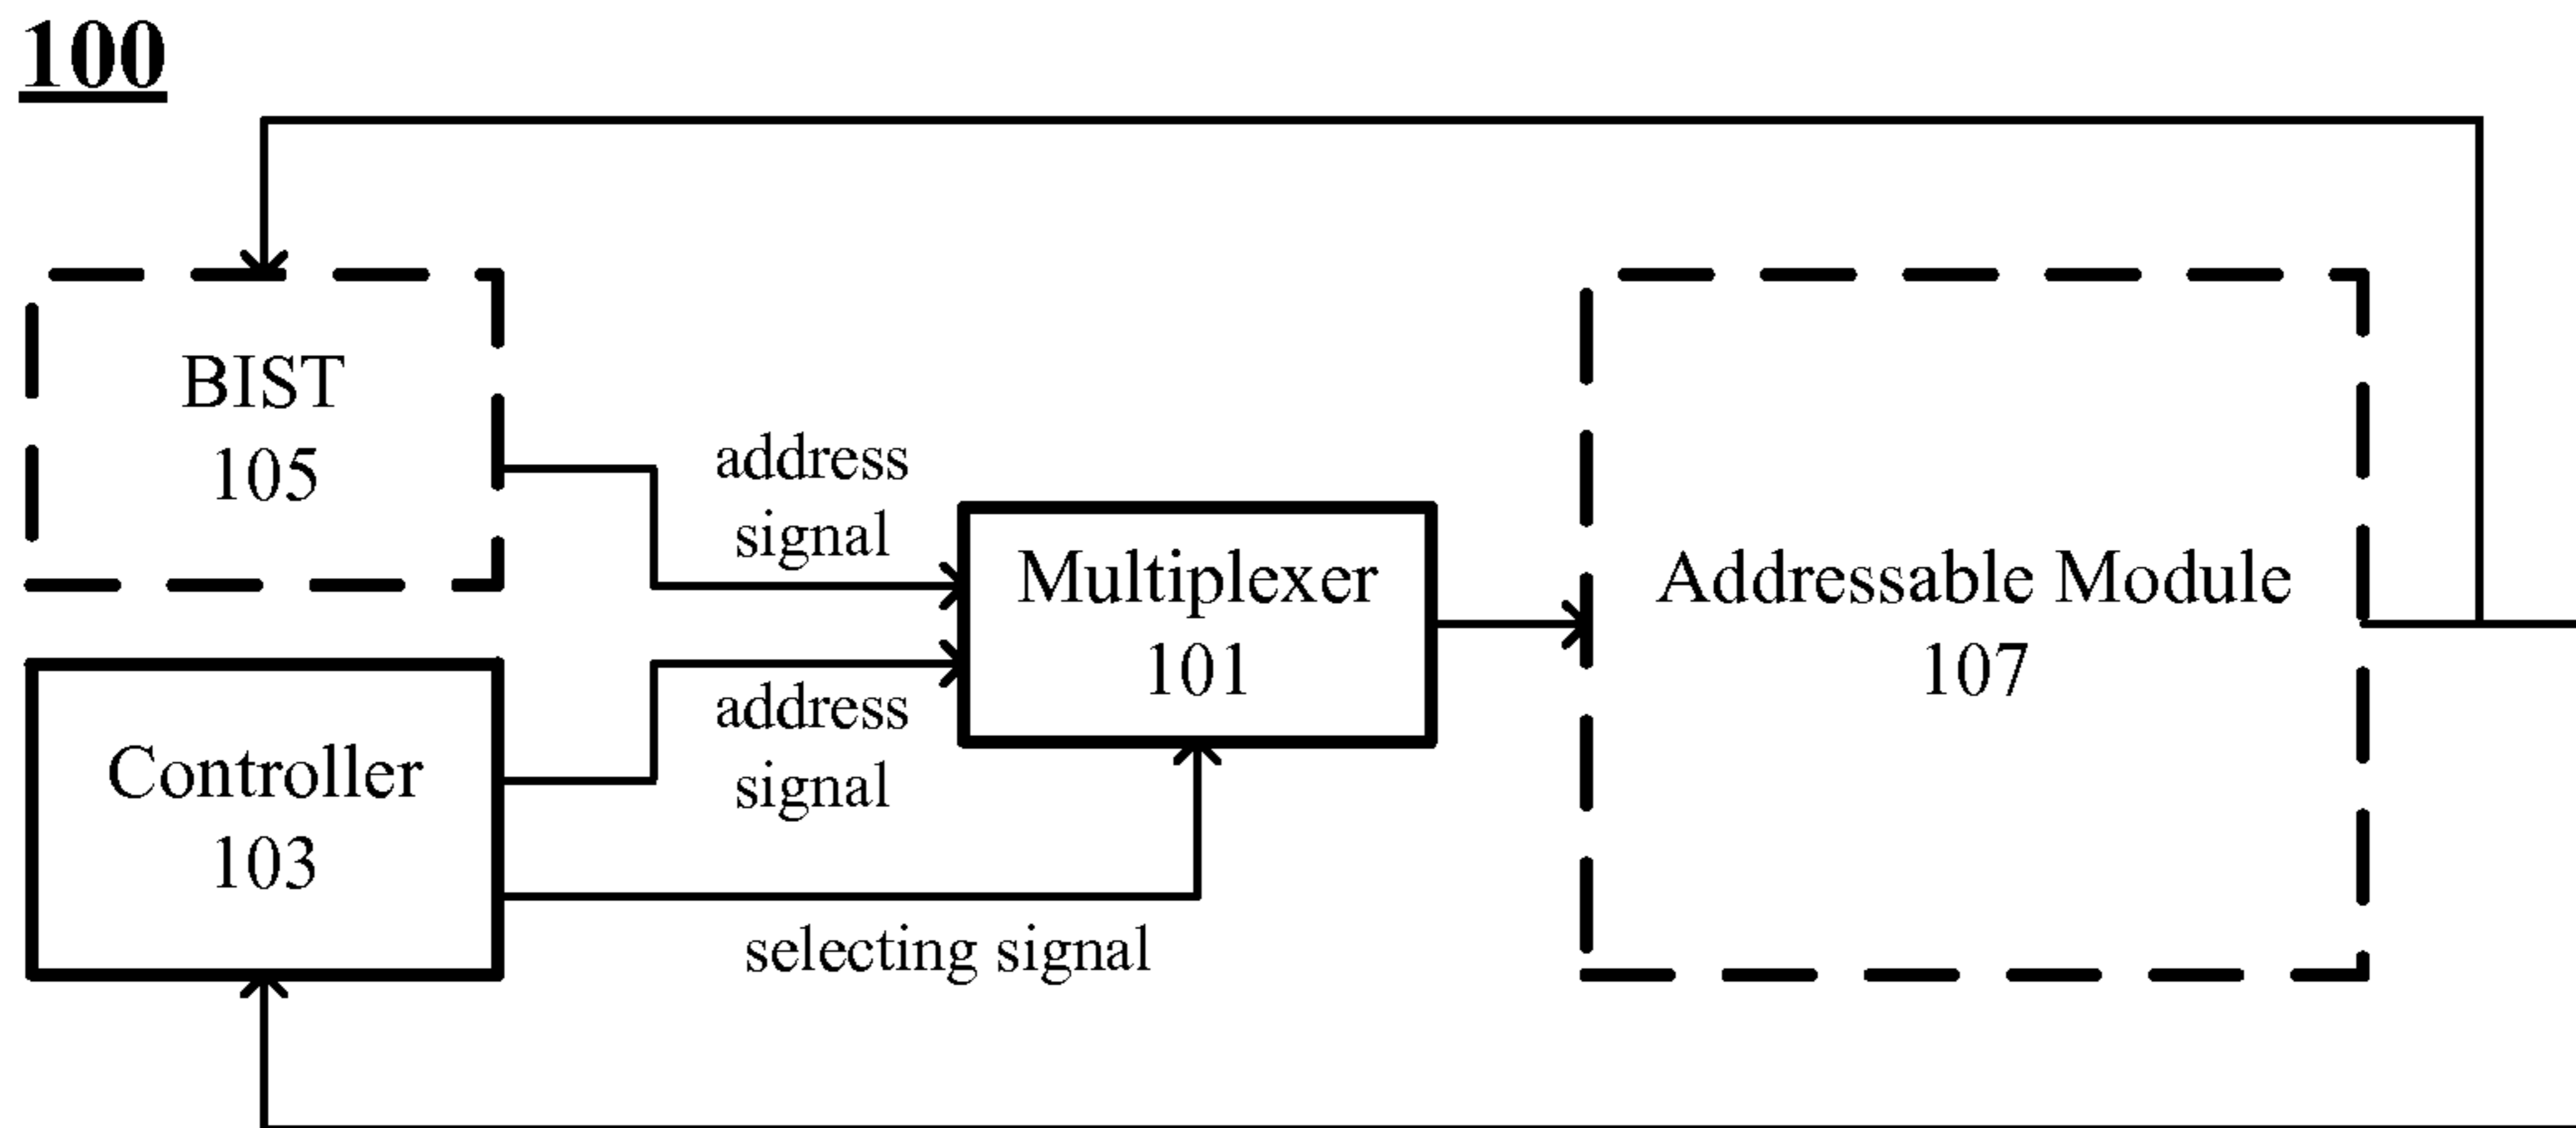 100
BIST
105
address
signal
Multiplexer
101
Addressable Module
107
address
signal
Controller
103
selecting signal